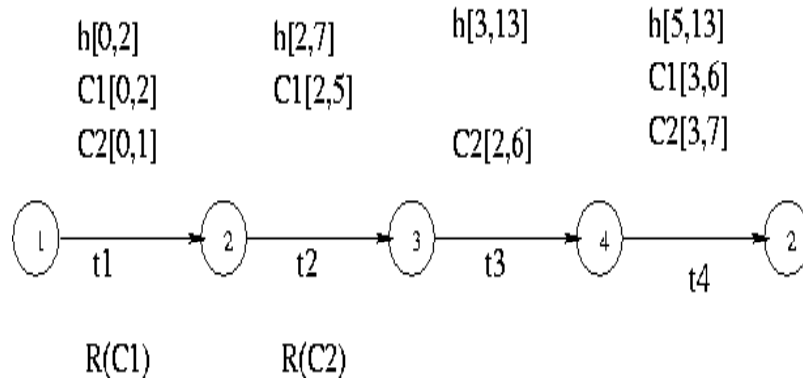 h[0,2]
C1[0,2]
C2[0,1]
h[2,7]
C1[2,5]
h[3,13]
C2[2,6]
h[5,13]
C1[3,6]
C2[3,7]
1
2
3
4
2
t1
t2
t3
t4
R(C1)
R(C2)